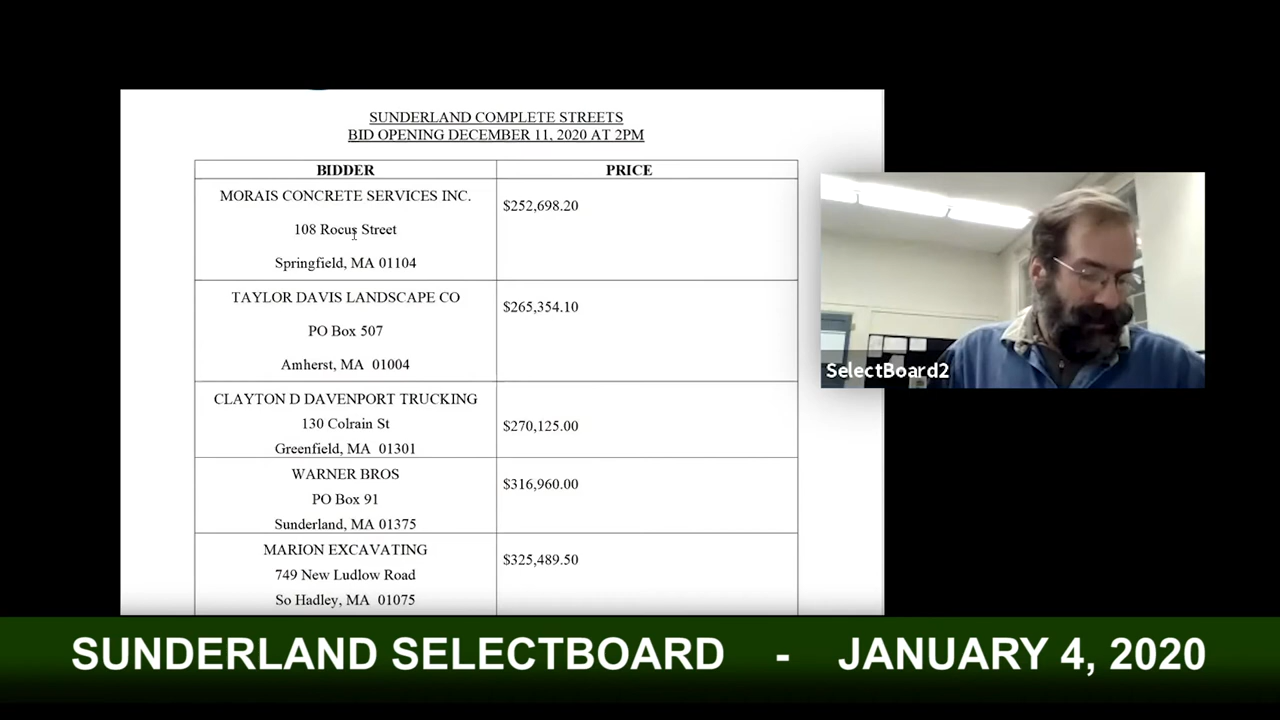 SUNDERLAND COMPLETE STREETS
BID OPENING DECEMBER 11, 2020 AT 2PM
BIDDER PRICE
MORAIS CONCRETE SERVICES INC.
108 Rocus Street
Springfield, MA 01104
$252,698.20
TAYLOR DAVIS LANDSCAPE CO
PO Box 507
Amherst, MA 01004
$265,354.10
CLAYTON D DAVENPORT TRUCKING
130 Colrain St
Greenfield, MA 01301
$270,125.00
WARNER BROS
PO Box 91
Sunderland, MA 01375
$316,960.00
MARION EXCAVATING
749 New Ludlow Road
So Hadley, MA 01075
$325,489.50
SelectBoard2
SUNDERLAND SELECTBOARD - JANUARY 4, 2020